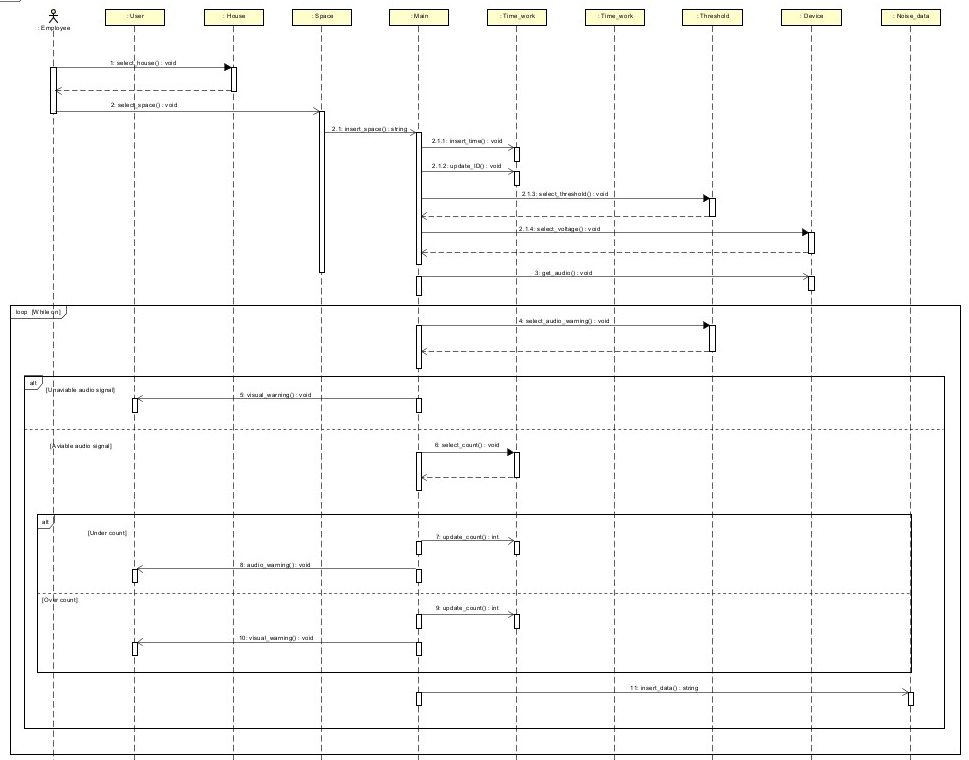 : User
: House
: Space
: Main
: Time_work
: Time_work
: Threshold
: Device
: Noise_data
: Employee
1: select_house() : void
2: select_space() : void
2.1: insert_space() : string
2.1.1: insert_time() : void
2.1.2: update_ID() : void
2.1.3: select_threshold() : void
2.1.4: select_voltage() : void
3: get_audio() : void
loop [While on]
4: select_audio_warning() : void
alt
[Unaviable audio signal]
5: visual_warning() : void
[Aviable audio signal]
6: select_count() : void
alt
[Under count]
7: update_count() : int
8: audio_warning() : void
[Over count]
9: update_count() : int
10: visual_warning() : void
11: insert_data() : string